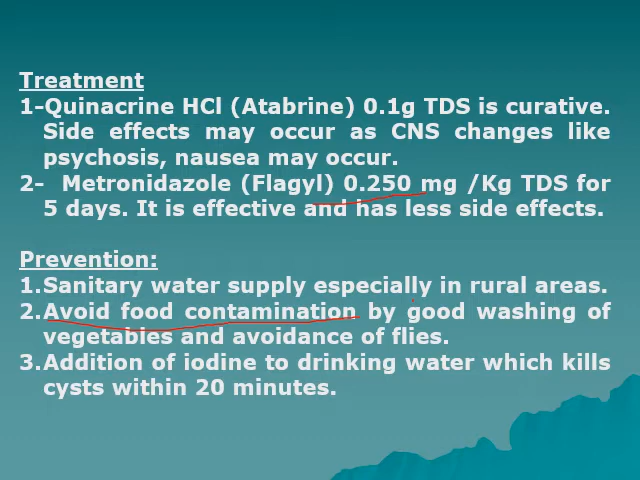 Treatment
1-Quinacrine HCl (Atabrine) 0.1g TDS is curative.
Side effects may occur as CNS changes like
psychosis, nausea may occur.
2- Metronidazole (Flagyl) 0.250 mg /Kg TDS for
5 days. It is effective and has less side effects.
Prevention:
1.Sanitary water supply especially in rural areas.
2.Avoid food contamination by good washing of
vegetables and avoidance of flies.
3.Addition of iodine to drinking water which kills
cysts within 20 minutes.